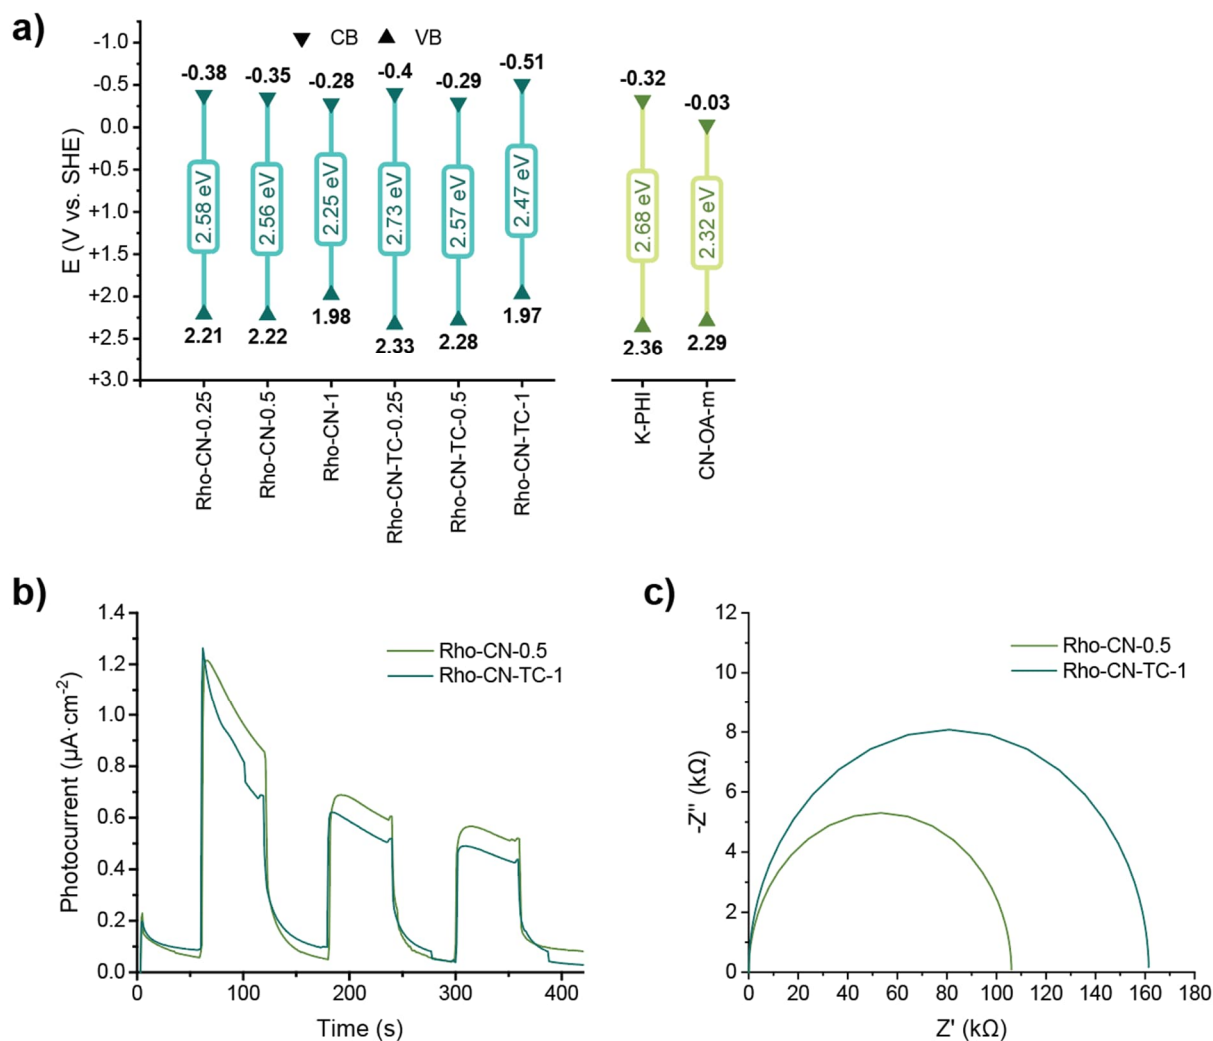 a)
CB VB
-1.0
-0.5
0.0
+0.5
+1.0
+1.5
+2.0
+2.5
+3.0
E (V vs. SHE)
-0.38 -0.35 -0.28 -0.4 -0.29 -0.51 -0.32 -0.03
2.58 eV 2.56 eV 2.25 eV 2.73 eV 2.57 eV 2.47 eV 2.68 eV 2.32 eV
2.21 2.22 1.98 2.33 2.28 1.97 2.36 2.29
Rho-CN-0.25
Rho-CN-0.5
Rho-CN-1
Rho-CN-TC-0.25
Rho-CN-TC-0.5
Rho-CN-TC-1
K-PHI
CN-OA-m
b)
Rho-CN-0.5
Rho-CN-TC-1
1.4
1.2
1.0
0.8
0.6
0.4
0.2
0.0
Photocurrent (µA·cm⁻²)
0 100 200 300 400
Time (s)
c)
Rho-CN-0.5
Rho-CN-TC-1
12
10
8
6
4
2
0
-Z" (kΩ)
0 20 40 60 80 100 120 140 160 180
Z' (kΩ)